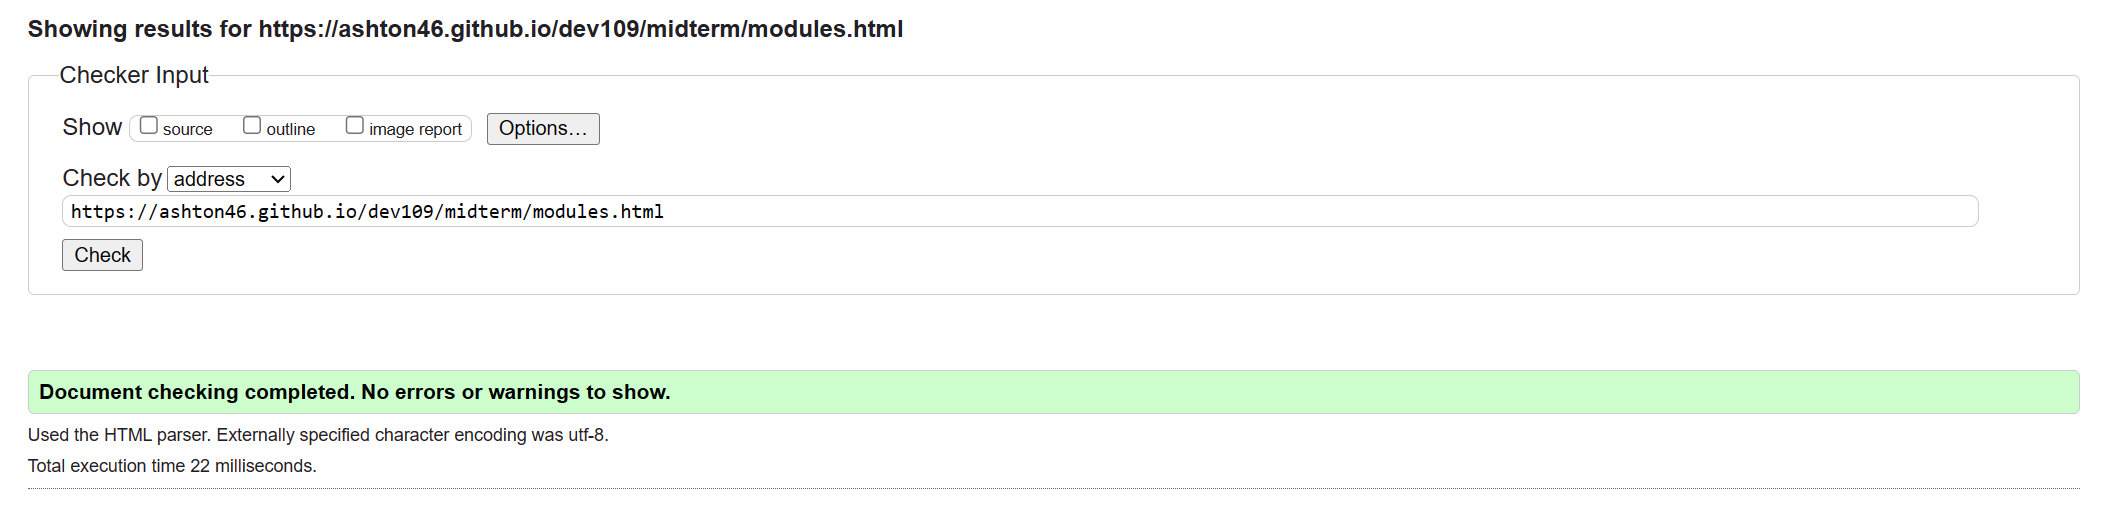 Showing results for https://ashton46.github.io/dev109/midterm/modules.html
Checker Input
Show source outline image report Options...
Check by address
https://ashton46.github.io/dev109/midterm/modules.html
Check
Document checking completed. No errors or warnings to show.
Used the HTML parser. Externally specified character encoding was utf-8.
Total execution time 22 milliseconds.